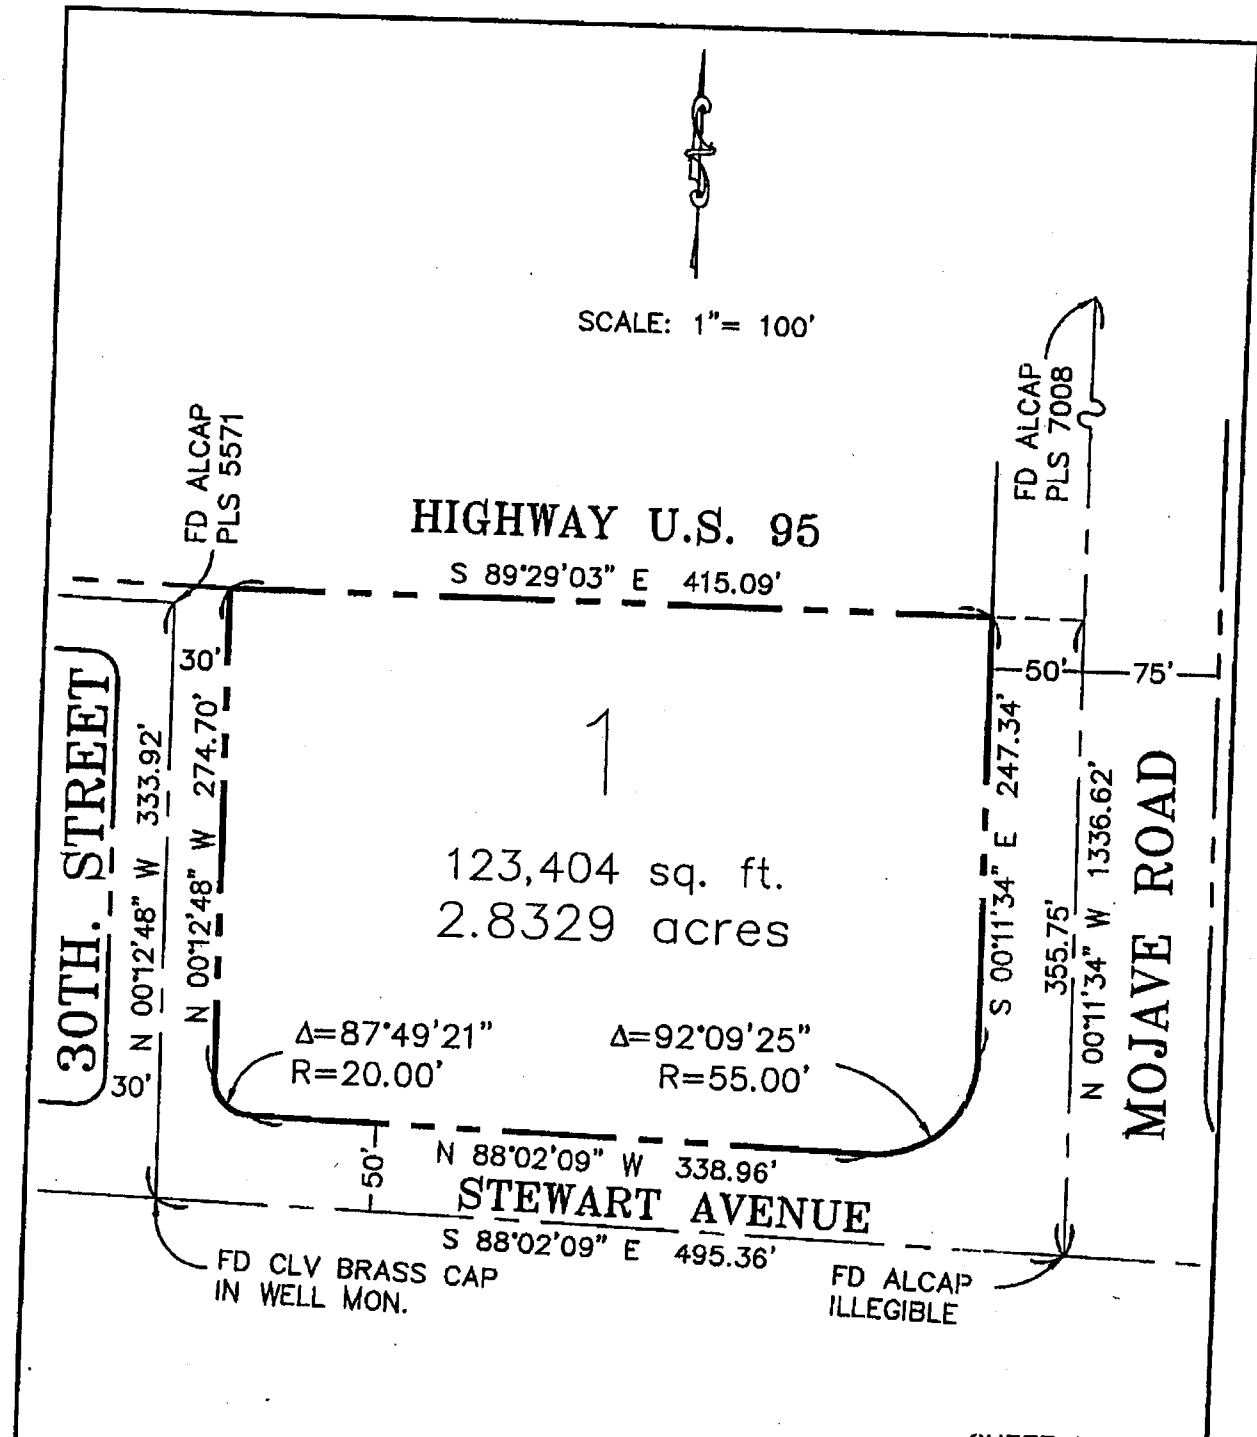 SCALE: 1"= 100'
FD ALCAP
PLS 7008
FD ALCAP
PLS 5571
HIGHWAY U.S. 95
S 89°29'03" E 415.09'
30'
50'
75'
30TH. STREET
N 00°12'48" W 333.92'
N 00°12'48" W 274.70'
1
123,404 sq. ft.
2.8329 acres
S 00°11'34" E 247.34'
355.75'
N 00°11'34" W 1336.62'
MOJAVE ROAD
Δ=87°49'21"
R=20.00'
Δ=92°09'25"
R=55.00'
30'
50'
N 88°02'09" W 338.96'
STEWART AVENUE
S 88°02'09" E 495.36'
FD CLV BRASS CAP
IN WELL MON.
FD ALCAP
ILLEGIBLE